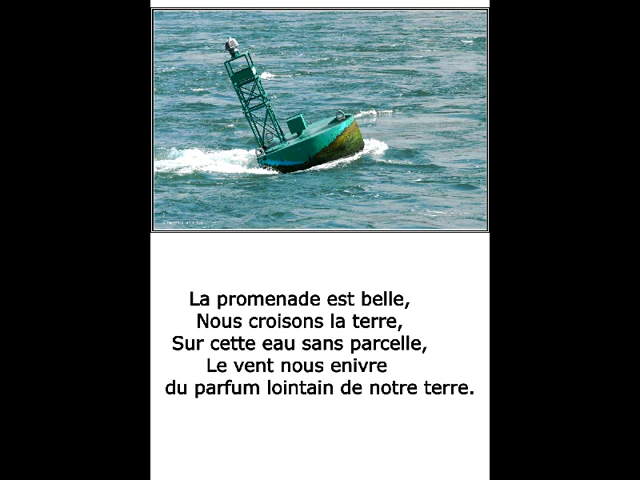 La promenade est belle,
Nous croisons la terre,
Sur cette eau sans parcelle,
Le vent nous enivre
du parfum lointain de notre terre.